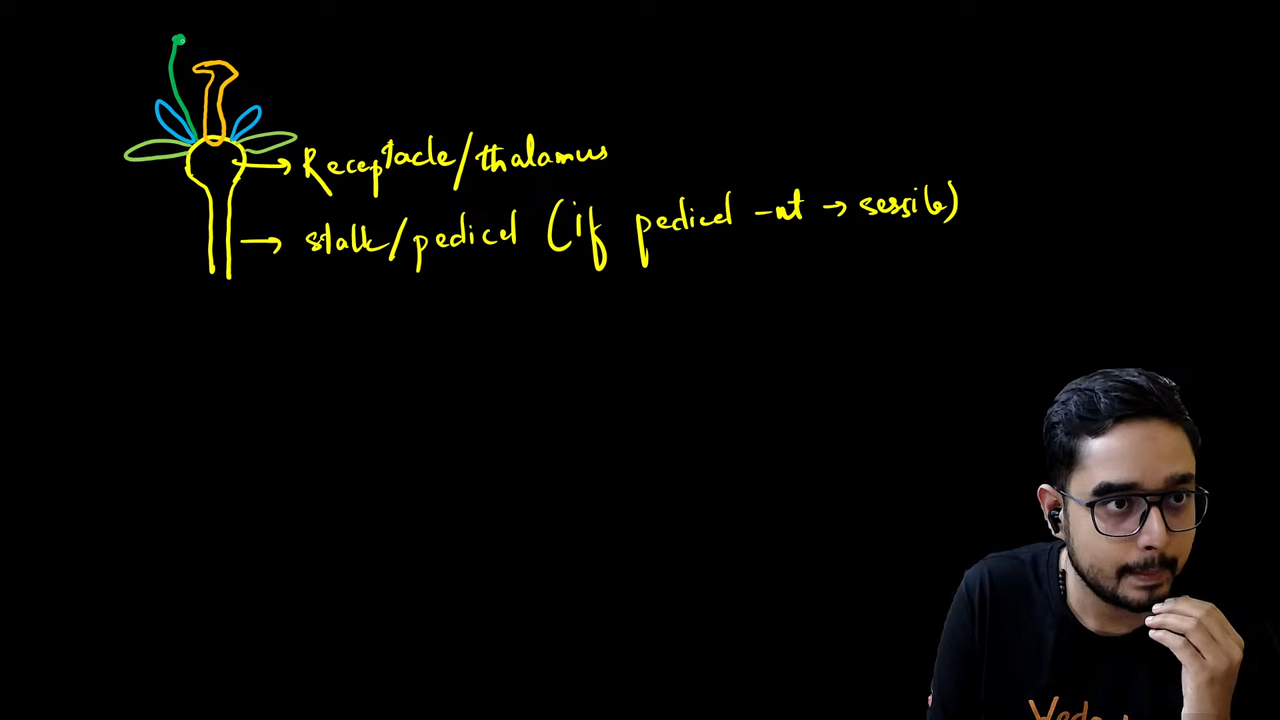 → Receptacle/thalamus
→ stalk/pedicel (if pedicel -nt → sessile)